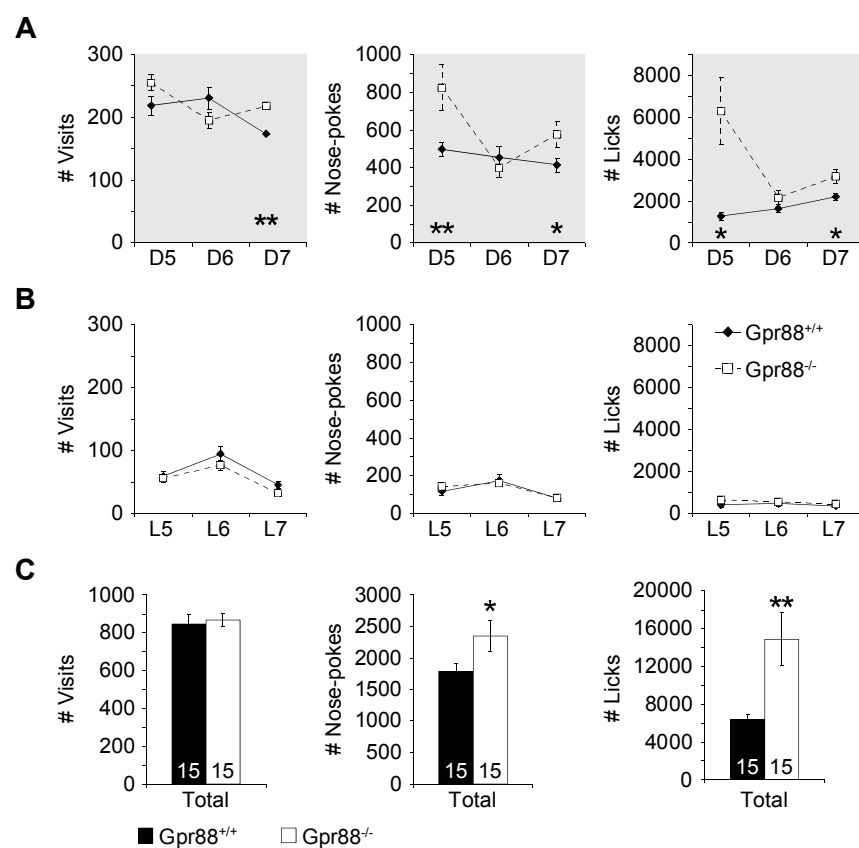 A
# Visits
300
200
100
0
**
D5 D6 D7
# Nose-pokes
1000
800
600
400
200
0
** *
D5 D6 D7
# Licks
8000
6000
4000
2000
0
* *
D5 D6 D7
B
# Visits
300
200
100
0
L5 L6 L7
# Nose-pokes
1000
800
600
400
200
0
L5 L6 L7
# Licks
8000
6000
4000
2000
0
L5 L6 L7
Gpr88+/+
Gpr88-/-
C
# Visits
1000
800
600
400
200
0
15 15
Total
# Nose-pokes
3000
2500
2000
1500
1000
500
0
*
15 15
Total
# Licks
20000
16000
12000
8000
4000
0
**
15 15
Total
Gpr88+/+ Gpr88-/-